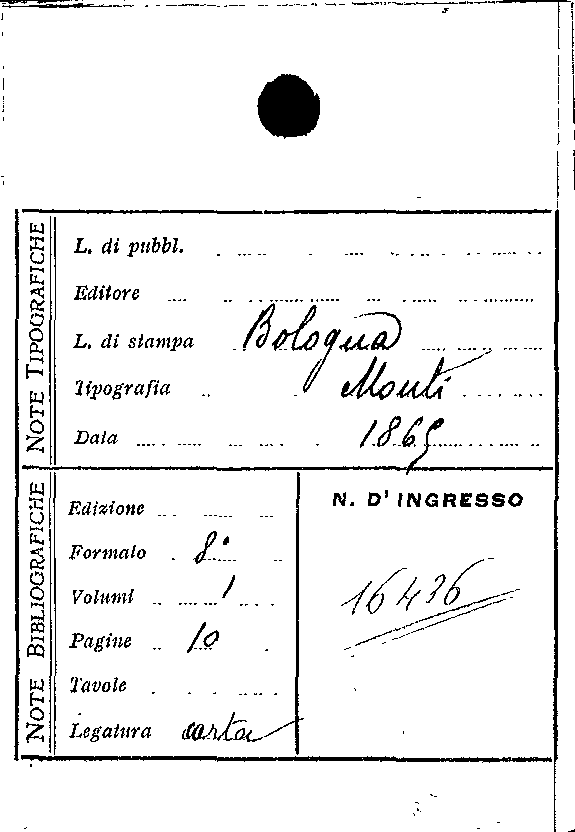 NOTE TIPOGRAFICHE
L. di pubbl.
Editore
L. di stampa Bologna
Tipografia Monti
Data 1865
NOTE BIBLIOGRAFICHE
Edizione
Formato 8°
Volumi 1
Pagine 10
Tavole
Legatura carta
N. D' INGRESSO
16436